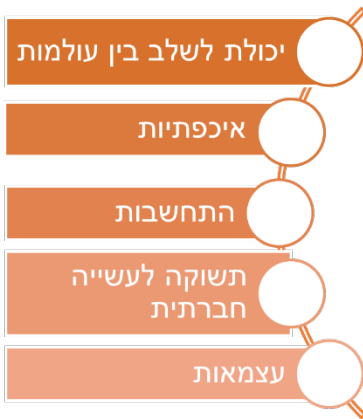 יכולת לשלב בין עולמות
איכפתיות
התחשבות
תשוקה לעשייה
חברתית
עצמאות